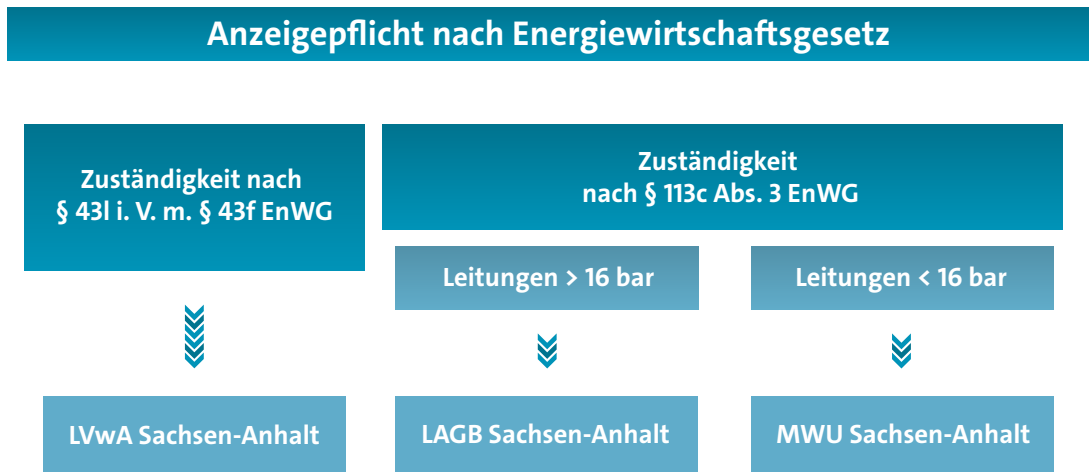 Anzeigepflicht nach Energiewirtschaftsgesetz
Zuständigkeit nach
§ 43l i. V. m. § 43f EnWG
Zuständigkeit
nach § 113c Abs. 3 EnWG
Leitungen > 16 bar
Leitungen < 16 bar
LVwA Sachsen-Anhalt
LAGB Sachsen-Anhalt
MWU Sachsen-Anhalt